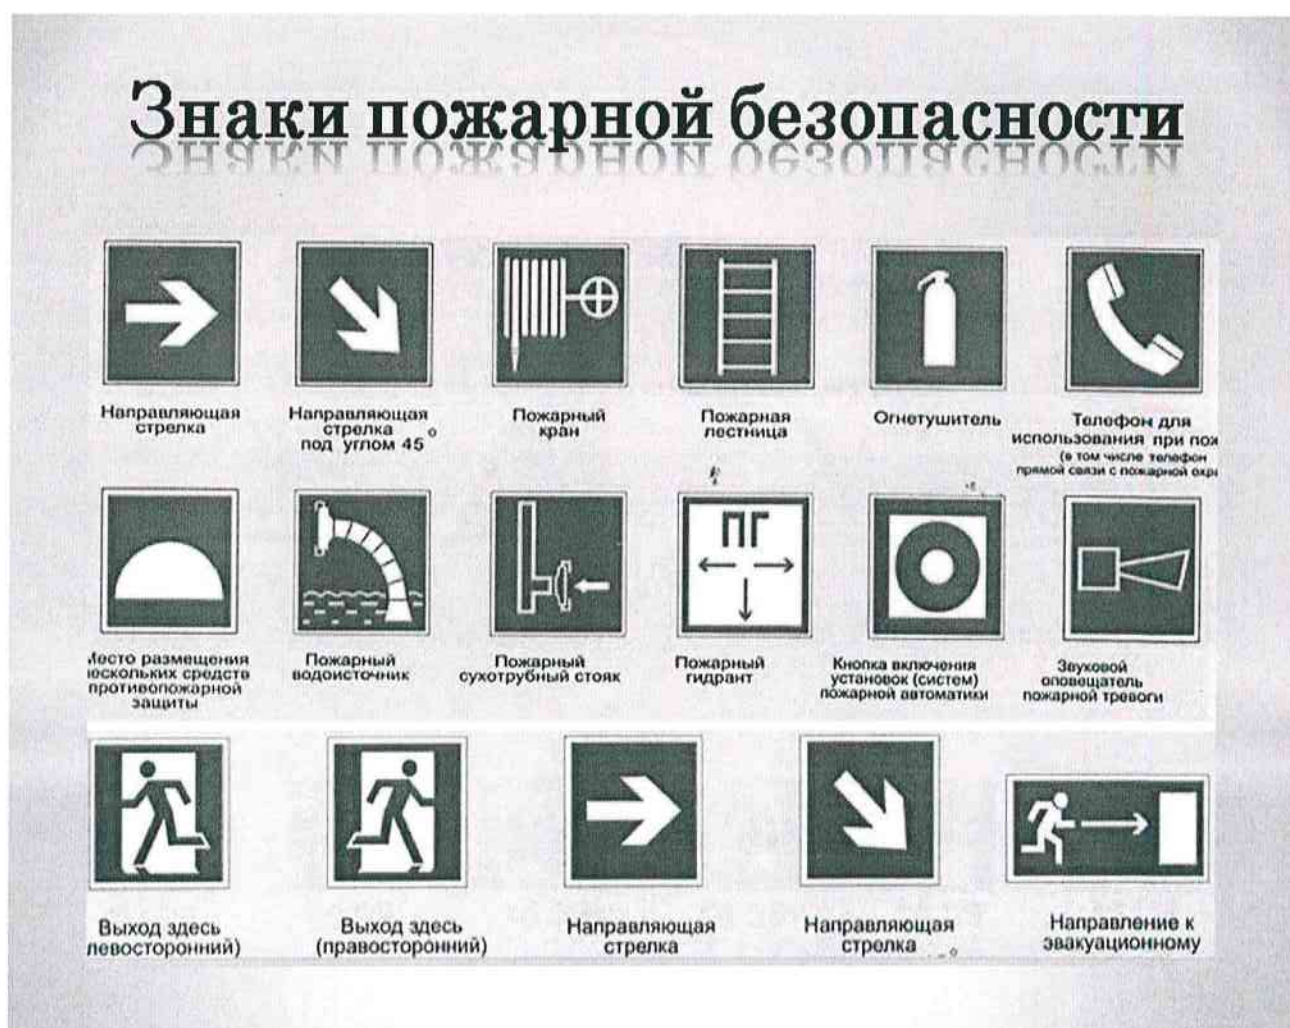 Знаки пожарной безопасности
Направляющая
стрелка
Направляющая
стрелка
под углом 45°
Пожарный
кран
Пожарная
лестница
Огнетушитель
Телефон для
использования при пож
(в том числе телефон
прямой связи с пожарной охра
есто размещения
ескольких средств
противопожарной
защиты
Пожарный
водоисточник
Пожарный
сухотрубный стояк
ПГ
Пожарный
гидрант
Кнопка включения
установок (систем)
пожарной автоматики
Звуковой
оповещатель
пожарной тревоги
Выход здесь
левосторонний)
Выход здесь
(правосторонний)
Направляющая
стрелка
Направляющая
стрелка
Направление к
эвакуационному